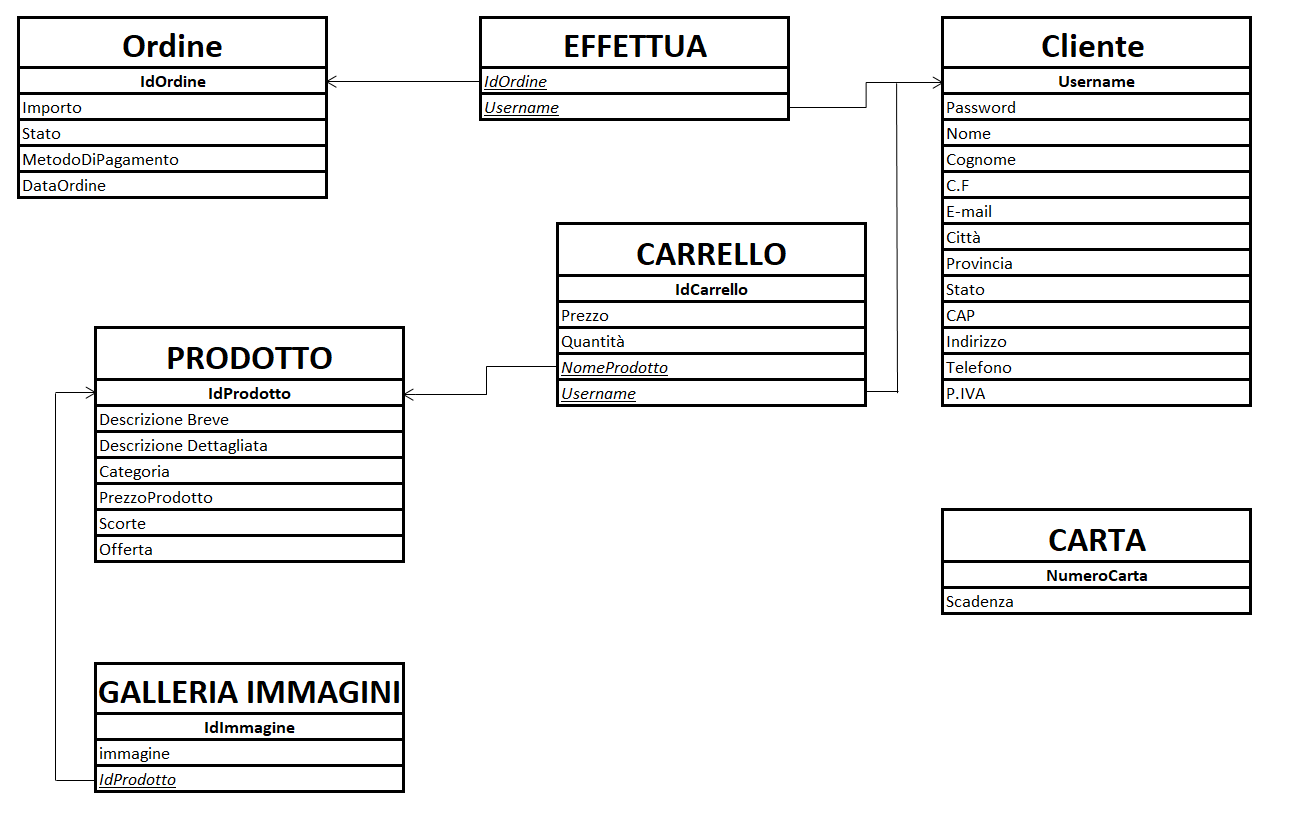 Ordine
IdOrdine
Importo
Stato
MetodoDiPagamento
DataOrdine
EFFETTUA
IdOrdine
Username
Cliente
Username
Password
Nome
Cognome
C.F
E-mail
Città
Provincia
Stato
CAP
Indirizzo
Telefono
P.IVA
CARRELLO
IdCarrello
Prezzo
Quantità
NomeProdotto
Username
PRODOTTO
IdProdotto
Descrizione Breve
Descrizione Dettagliata
Categoria
PrezzoProdotto
Scorte
Offerta
CARTA
NumeroCarta
Scadenza
GALLERIA IMMAGINI
IdImmagine
immagine
IdProdotto